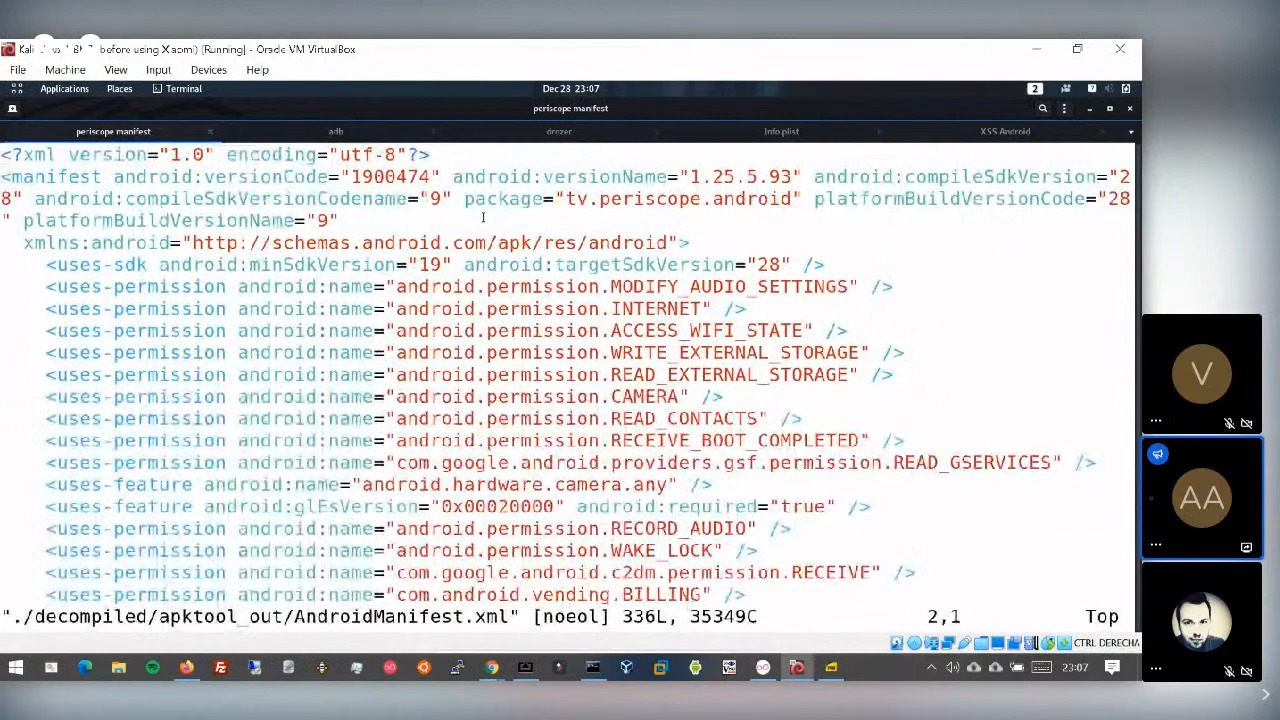 Kali
before using Xiaomi) [Running] - Oracle VM VirtualBox
File Machine View Input Devices Help
Applications Places Terminal Dec 28 23:07 2
periscope manifest
periscope manifest adb drozer Info.plist XSS Android
<?xml version="1.0" encoding="utf-8"?>
<manifest android:versionCode="1900474" android:versionName="1.25.5.93" android:compileSdkVersion="2
8" android:compileSdkVersionCodename="9" package="tv.periscope.android" platformBuildVersionCode="28
" platformBuildVersionName="9"
xmlns:android="http://schemas.android.com/apk/res/android">
<uses-sdk android:minSdkVersion="19" android:targetSdkVersion="28" />
<uses-permission android:name="android.permission.MODIFY_AUDIO_SETTINGS" />
<uses-permission android:name="android.permission.INTERNET" />
<uses-permission android:name="android.permission.ACCESS_WIFI_STATE" />
<uses-permission android:name="android.permission.WRITE_EXTERNAL_STORAGE" />
<uses-permission android:name="android.permission.READ_EXTERNAL_STORAGE" />
<uses-permission android:name="android.permission.CAMERA" />
<uses-permission android:name="android.permission.READ_CONTACTS" />
<uses-permission android:name="android.permission.RECEIVE_BOOT_COMPLETED" />
<uses-permission android:name="com.google.android.providers.gsf.permission.READ_GSERVICES" />
<uses-feature android:name="android.hardware.camera.any" />
<uses-feature android:glEsVersion="0x00020000" android:required="true" />
<uses-permission android:name="android.permission.RECORD_AUDIO" />
<uses-permission android:name="android.permission.WAKE_LOCK" />
<uses-permission android:name="com.google.android.c2dm.permission.RECEIVE" />
<uses-permission android:name="com.android.vending.BILLING" />
"./decompiled/apktool_out/AndroidManifest.xml" [noeol] 336L, 35349C 2,1 Top
CTRL DERECHA
23:07
V
AA